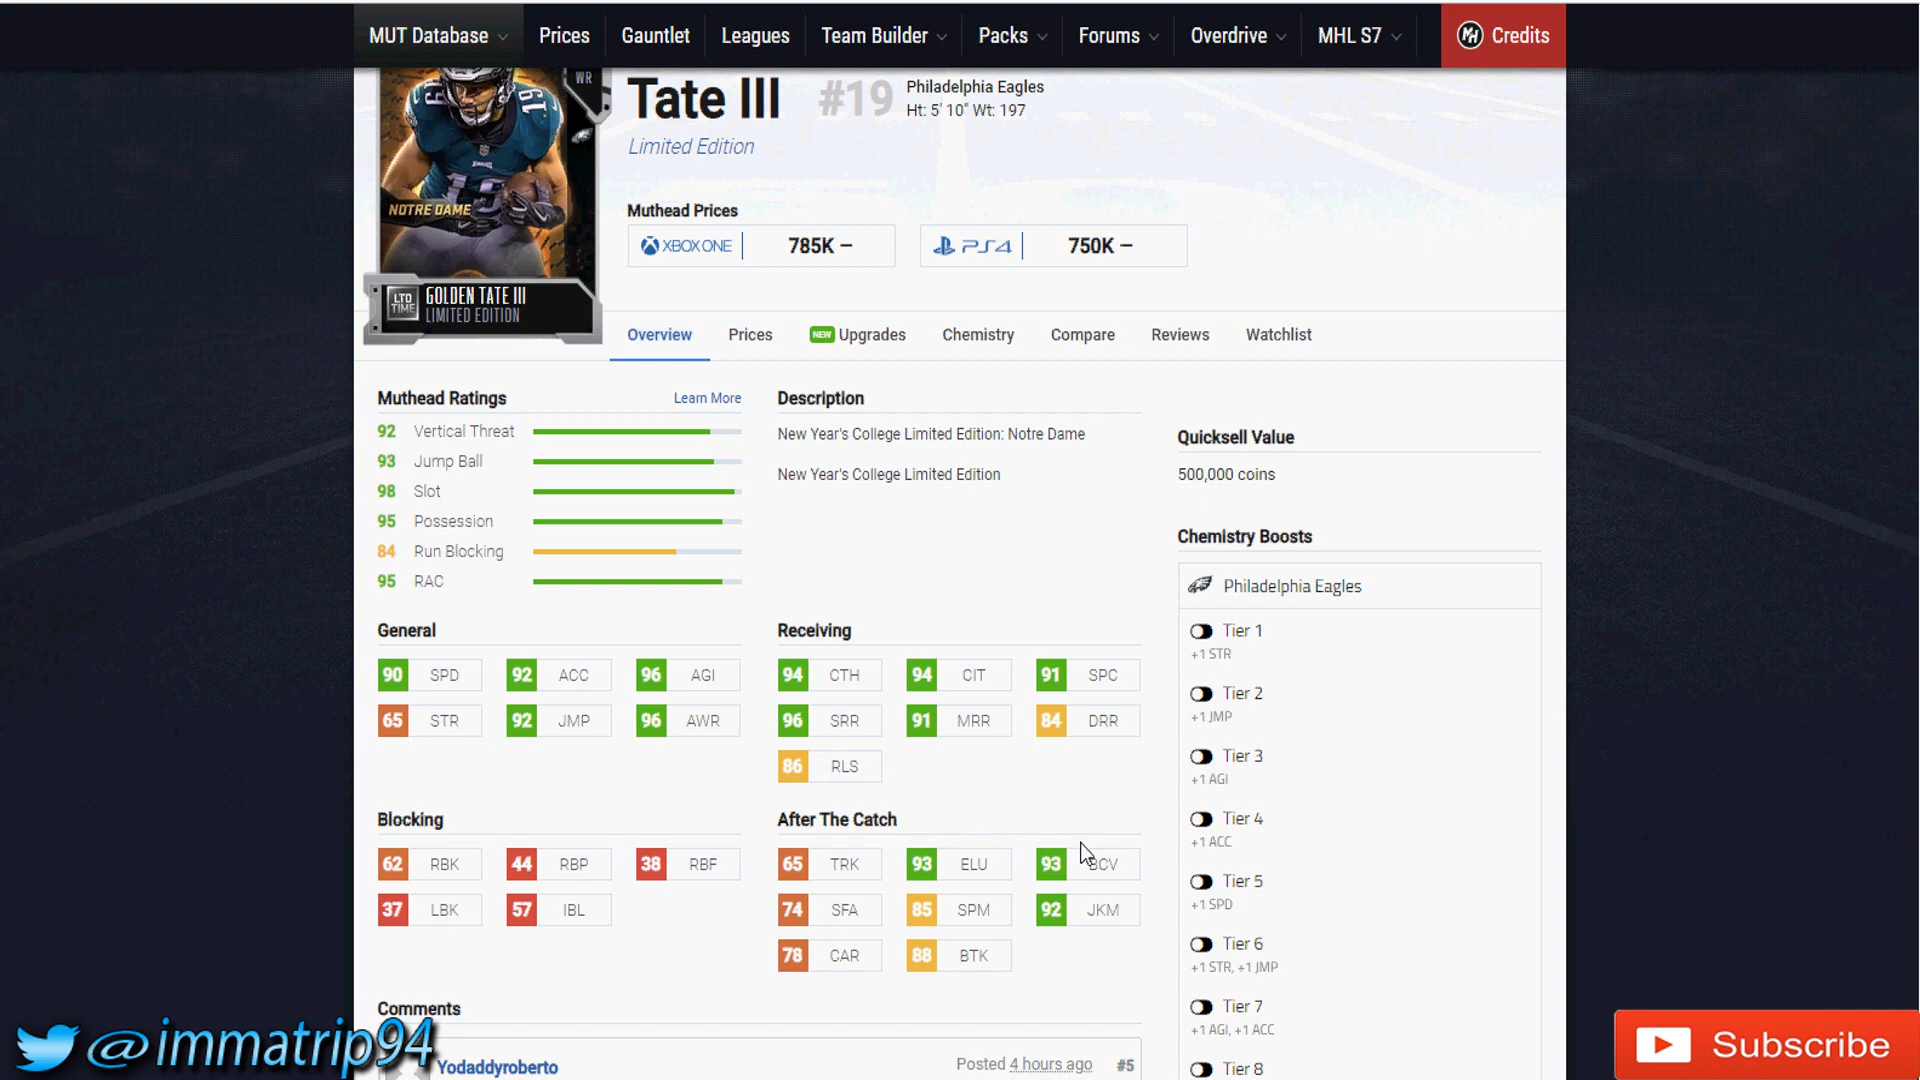 MUT Database
Prices
Gauntlet
Leagues
Team Builder
Packs
Forums
Overdrive
MHL S7
Credits
WR
19
19
NOTRE DAME
LTD
TIME
GOLDEN TATE III
LIMITED EDITION
Tate III
#19
Philadelphia Eagles
Ht: 5' 10" Wt: 197
Limited Edition
Muthead Prices
XBOX ONE
785K –
PS4
750K –
Overview
Prices
NEW Upgrades
Chemistry
Compare
Reviews
Watchlist
Muthead Ratings
Learn More
92 Vertical Threat
93 Jump Ball
98 Slot
95 Possession
84 Run Blocking
95 RAC
Description
New Year's College Limited Edition: Notre Dame
New Year's College Limited Edition
Quicksell Value
500,000 coins
General
90 SPD
92 ACC
96 AGI
65 STR
92 JMP
96 AWR
Receiving
94 CTH
94 CIT
91 SPC
96 SRR
91 MRR
84 DRR
86 RLS
Blocking
62 RBK
44 RBP
38 RBF
37 LBK
57 IBL
After The Catch
65 TRK
93 ELU
93 BCV
74 SFA
85 SPM
92 JKM
78 CAR
88 BTK
Chemistry Boosts
Philadelphia Eagles
Tier 1
+1 STR
Tier 2
+1 JMP
Tier 3
+1 AGI
Tier 4
+1 ACC
Tier 5
+1 SPD
Tier 6
+1 STR, +1 JMP
Tier 7
+1 AGI, +1 ACC
Tier 8
Comments
Yodaddyroberto
Posted 4 hours ago
#5
@immatrip94
Subscribe